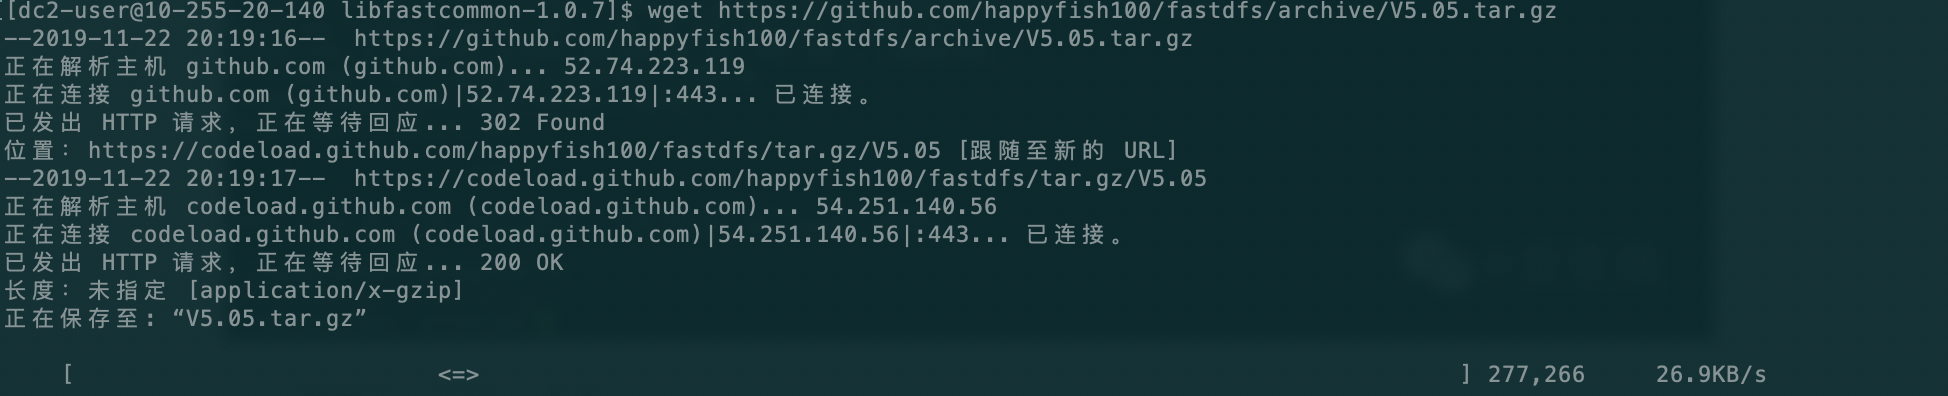 [[dc2-user@10-255-20-140 libfastcommon-1.0.7]$ wget https://github.com/happyfish100/fastdfs/archive/V5.05.tar.gz
--2019-11-22 20:19:16--  https://github.com/happyfish100/fastdfs/archive/V5.05.tar.gz
正在解析主机 github.com (github.com)... 52.74.223.119
正在连接 github.com (github.com)|52.74.223.119|:443... 已连接。
已发出 HTTP 请求，正在等待回应... 302 Found
位置：https://codeload.github.com/happyfish100/fastdfs/tar.gz/V5.05 [跟随至新的 URL]
--2019-11-22 20:19:17--  https://codeload.github.com/happyfish100/fastdfs/tar.gz/V5.05
正在解析主机 codeload.github.com (codeload.github.com)... 54.251.140.56
正在连接 codeload.github.com (codeload.github.com)|54.251.140.56|:443... 已连接。
已发出 HTTP 请求，正在等待回应... 200 OK
长度：未指定 [application/x-gzip]
正在保存至: “V5.05.tar.gz”
[ <=> ] 277,266 26.9KB/s